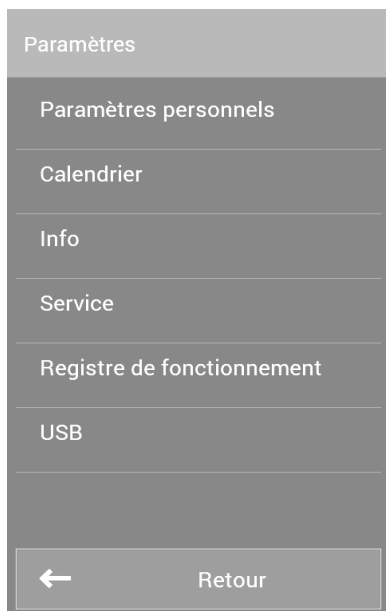 Paramètres
Paramètres personnels
Calendrier
Info
Service
Registre de fonctionnement
USB
Retour